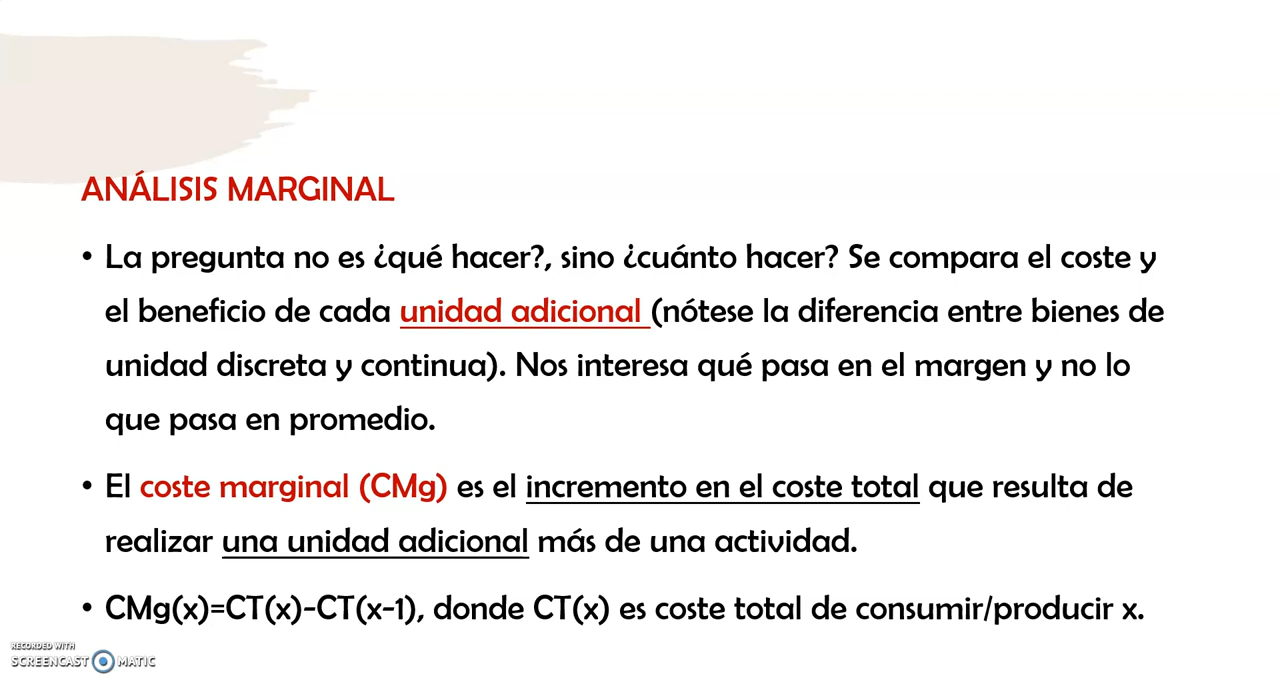 ANÁLISIS MARGINAL
• La pregunta no es ¿qué hacer?, sino ¿cuánto hacer? Se compara el coste y
el beneficio de cada unidad adicional (nótese la diferencia entre bienes de
unidad discreta y continua). Nos interesa qué pasa en el margen y no lo
que pasa en promedio.
• El coste marginal (CMg) es el incremento en el coste total que resulta de
realizar una unidad adicional más de una actividad.
• CMg(x)=CT(x)-CT(x-1), donde CT(x) es coste total de consumir/producir x.
RECORDED WITH
SCREENCAST MATIC